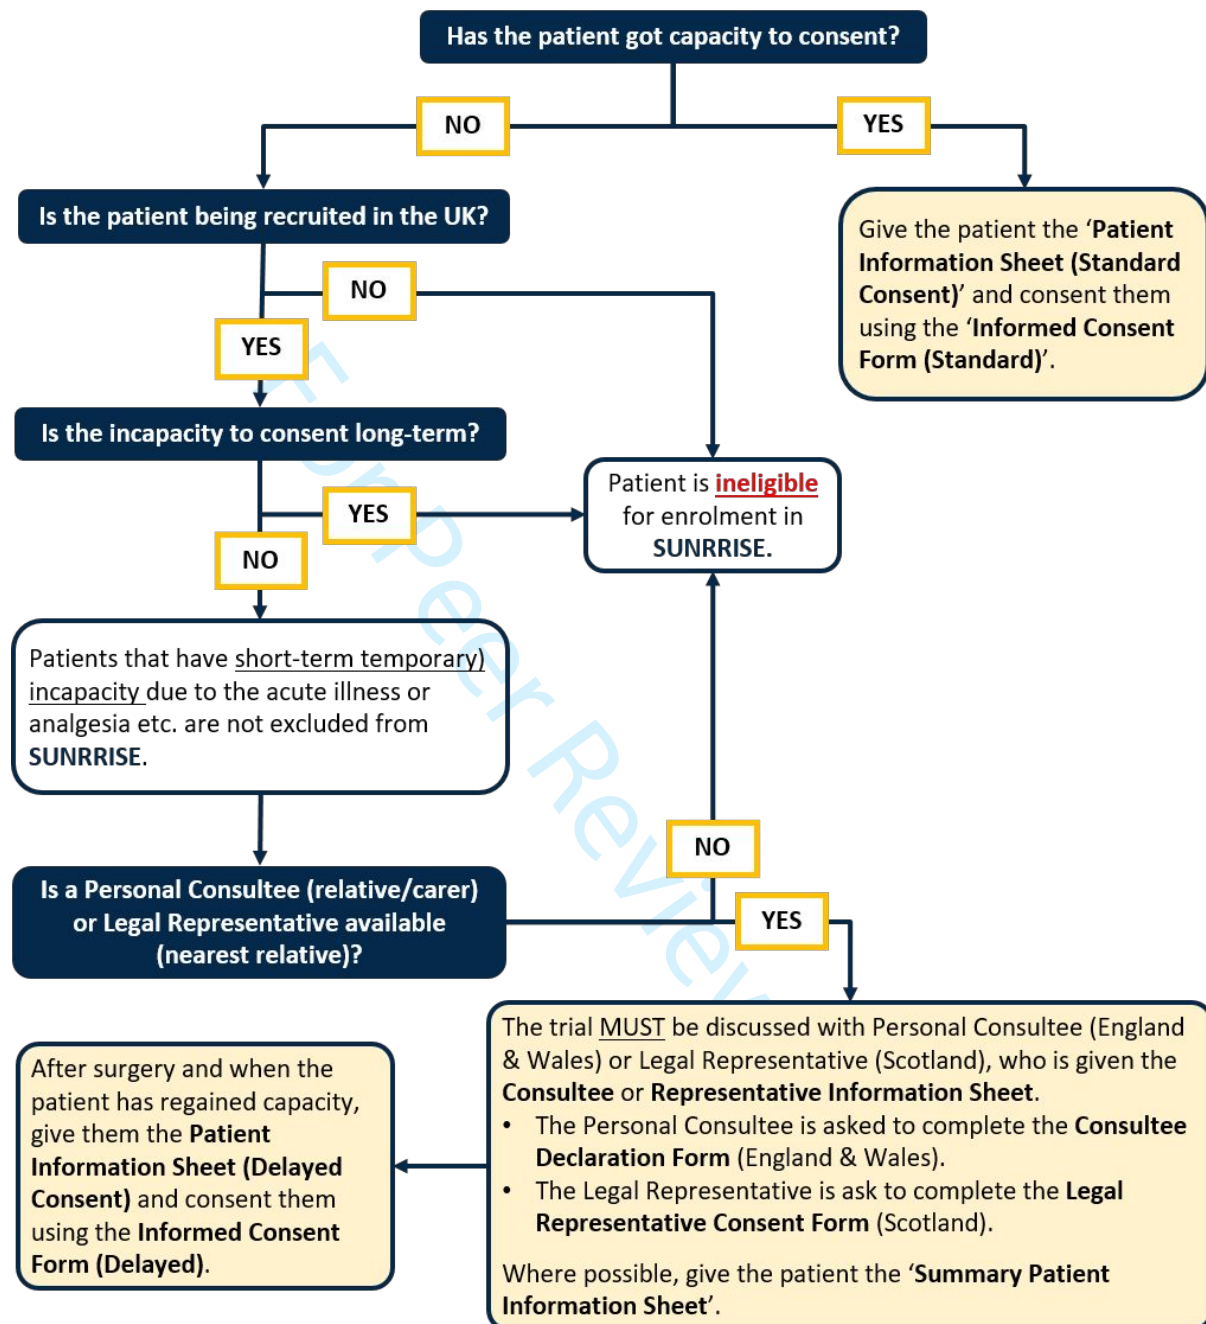 Has the patient got capacity to consent?
NO
YES
Is the patient being recruited in the UK?
Give the patient the ‘Patient
Information Sheet (Standard
Consent)’ and consent them
using the ‘Informed Consent
Form (Standard)’.
NO
YES
Is the incapacity to consent long-term?
Patient is ineligible
for enrolment in
SUNRRISE.
YES
NO
Patients that have short-term temporary)
incapacity due to the acute illness or
analgesia etc. are not excluded from
SUNRRISE.
NO
Is a Personal Consultee (relative/carer)
or Legal Representative available
(nearest relative)?
YES
The trial MUST be discussed with Personal Consultee (England
& Wales) or Legal Representative (Scotland), who is given the
Consultee or Representative Information Sheet.
• The Personal Consultee is asked to complete the Consultee
Declaration Form (England & Wales).
• The Legal Representative is ask to complete the Legal
Representative Consent Form (Scotland).
Where possible, give the patient the ‘Summary Patient
Information Sheet’.
After surgery and when the
patient has regained capacity,
give them the Patient
Information Sheet (Delayed
Consent) and consent them
using the Informed Consent
Form (Delayed).
For Peer Review